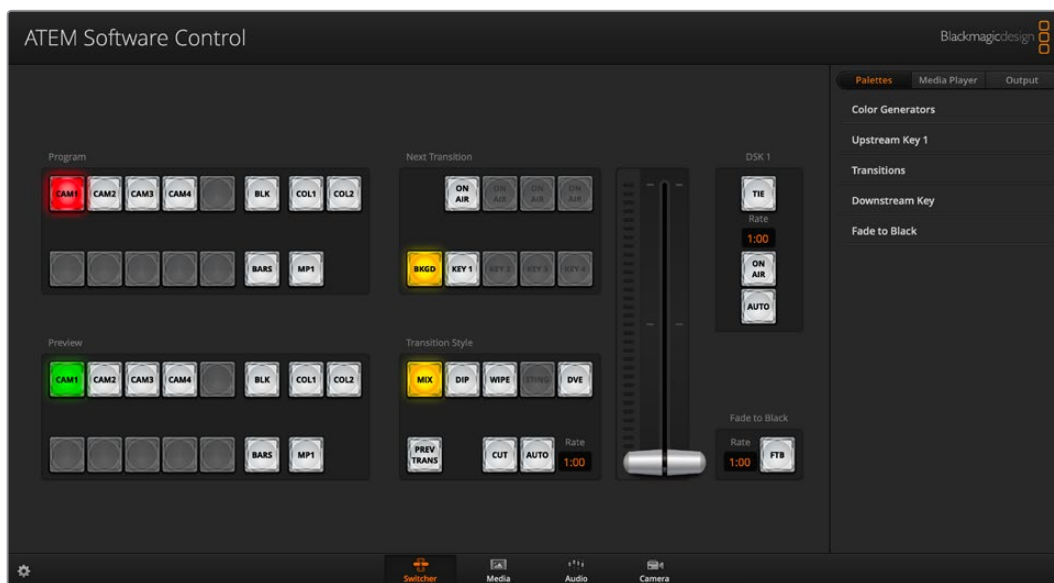 ATEM Software Control
Blackmagicdesign
Palettes Media Player Output
Color Generators
Upstream Key 1
Transitions
Downstream Key
Fade to Black
Program
CAM1 CAM2 CAM3 CAM4 BLK COL1 COL2
BARS MP1
Next Transition
ON AIR ON AIR ON AIR ON AIR
BKGD KEY 1 KEY 2 KEY 3 KEY 4
DSK 1
TIE
Rate
1:00
ON AIR
AUTO
Preview
CAM1 CAM2 CAM3 CAM4 BLK COL1 COL2
BARS MP1
Transition Style
MIX DIP WIPE STING DVE
PREV TRANS CUT AUTO
Rate
1:00
Fade to Black
Rate
1:00 FTB
Switcher Media Audio Camera